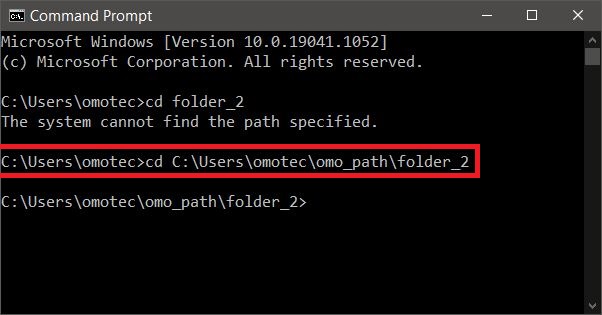 Command Prompt
Microsoft Windows [Version 10.0.19041.1052]
(c) Microsoft Corporation. All rights reserved.
C:\Users\omotec>cd folder_2
The system cannot find the path specified.
C:\Users\omotec>cd C:\Users\omotec\omo_path\folder_2
C:\Users\omotec\omo_path\folder_2>